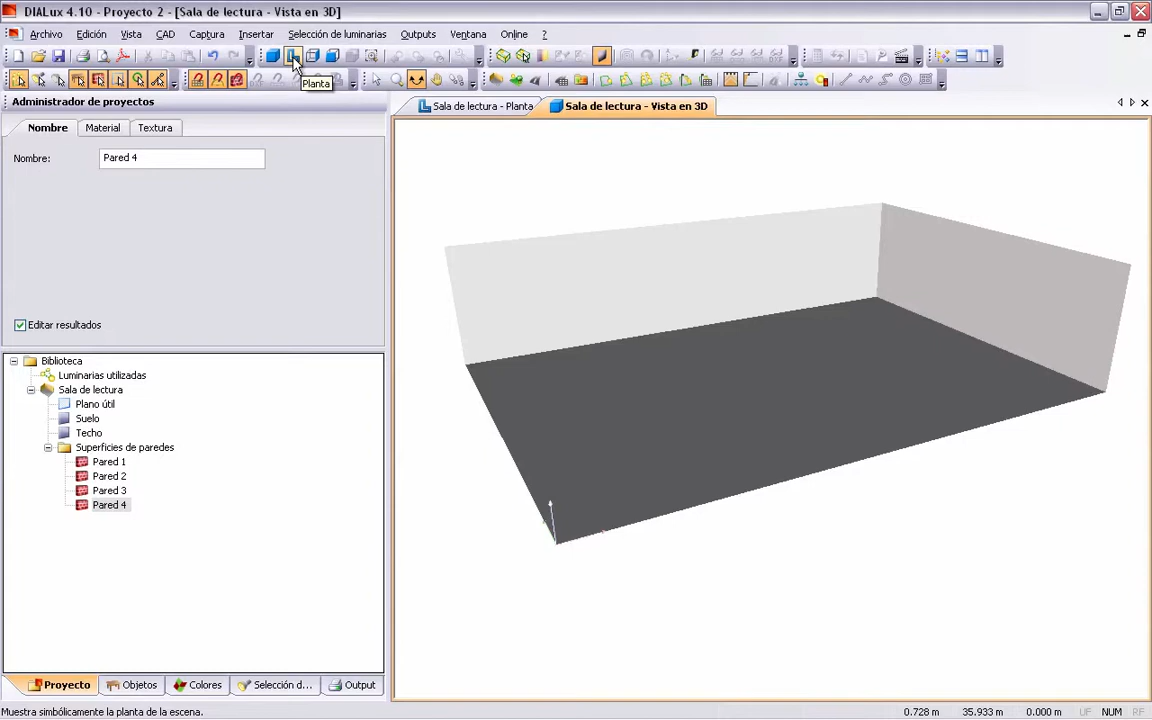 DIALux 4.10 - Proyecto 2 - [Sala de lectura - Vista en 3D]
Archivo Edición Vista CAD Captura Insertar Selección de luminarias Outputs Ventana Online ?
Planta
Administrador de proyectos
Sala de lectura - Planta Sala de lectura - Vista en 3D
Nombre Material Textura
Nombre: Pared 4
Editar resultados
Biblioteca
Luminarias utilizadas
Sala de lectura
Plano útil
Suelo
Techo
Superficies de paredes
Pared 1
Pared 2
Pared 3
Pared 4
Proyecto Objetos Colores Selección d... Output
Muestra simbólicamente la planta de la escena. 0.728 m 35.933 m 0.000 m UF NUM RF